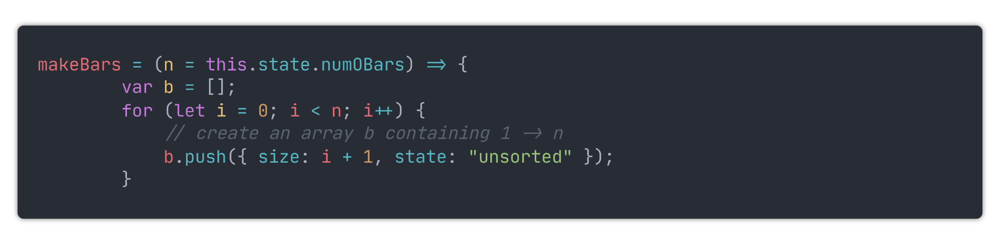 makeBars = (n = this.state.numOBars) => {
var b = [];
for (let i = 0; i < n; i++) {
// create an array b containing 1 -> n
b.push({ size: i + 1, state: "unsorted" });
}